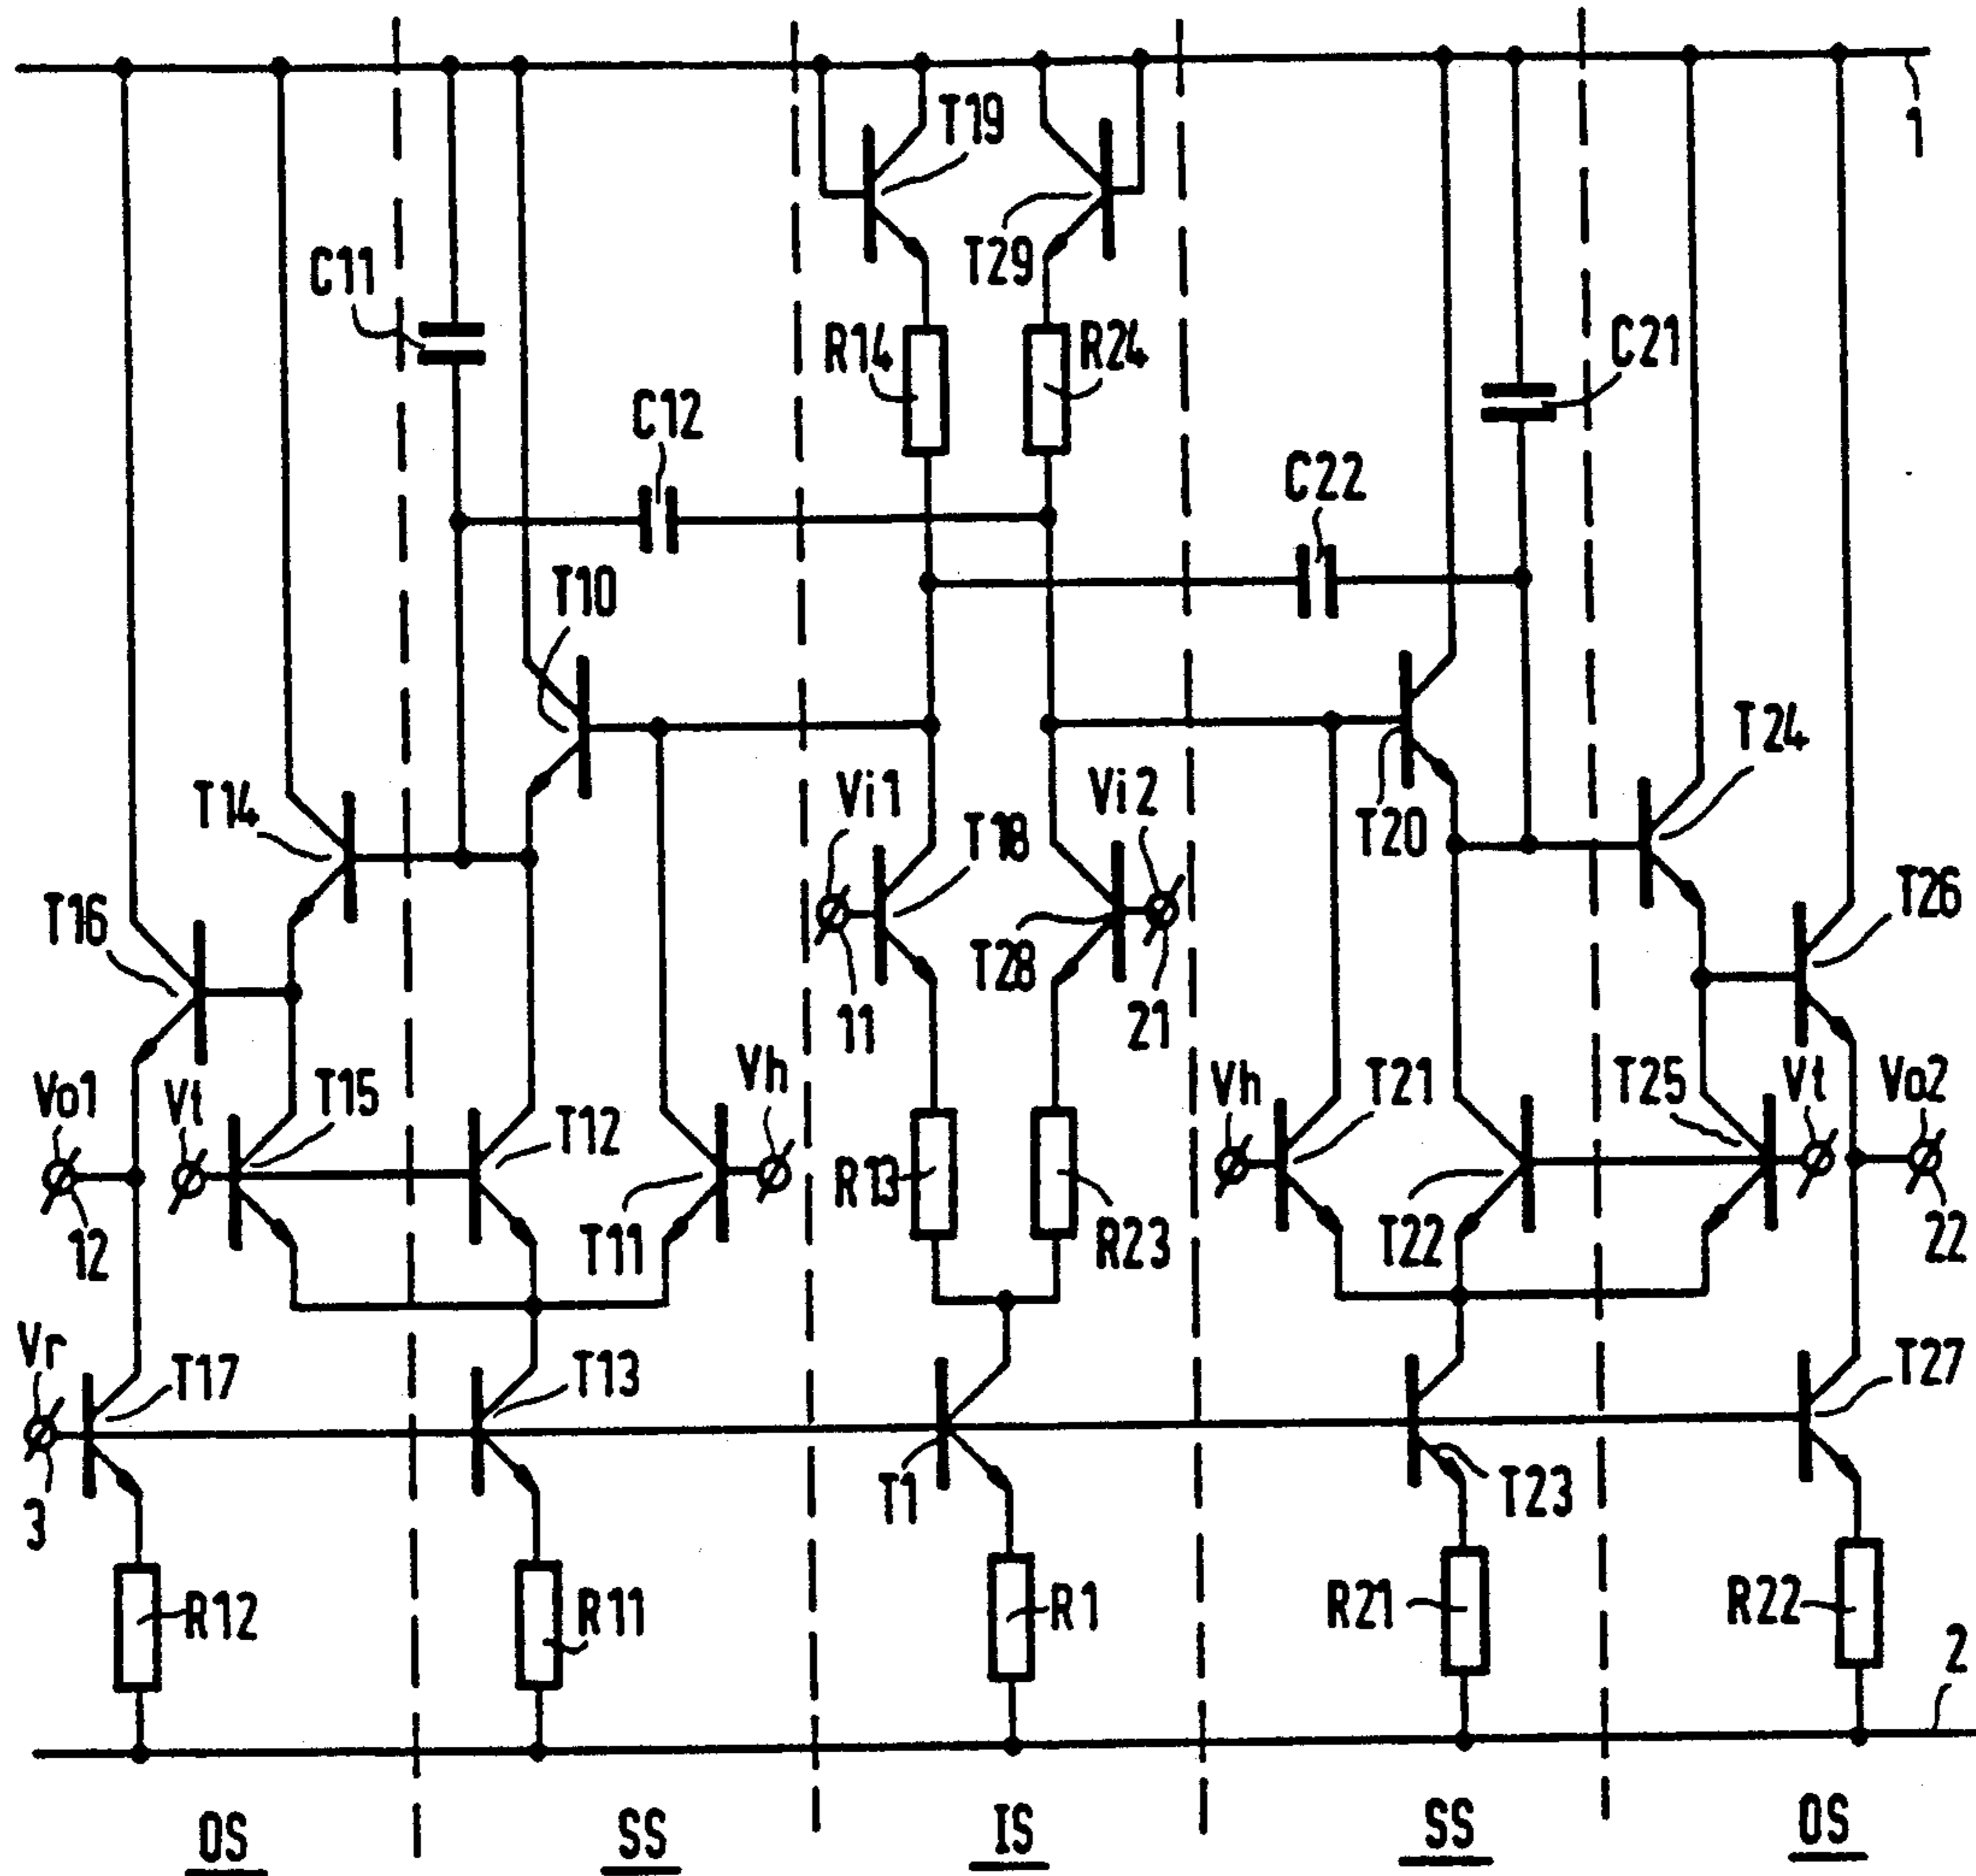 1
T19
T29
C11
R14
R24
C21
C12
C22
T10
T24
T14
Vi1
Vi2
T18
T20
T16
T26
T28
11
21
Vo1
Vt
T15
T12
Vh
Vh
T21
T25
Vt
Vo2
T11
R13
R23
T22
12
22
Vr
T17
T13
T27
T1
T23
3
R12
R11
R1
R21
R22
2
OS
SS
IS
SS
OS